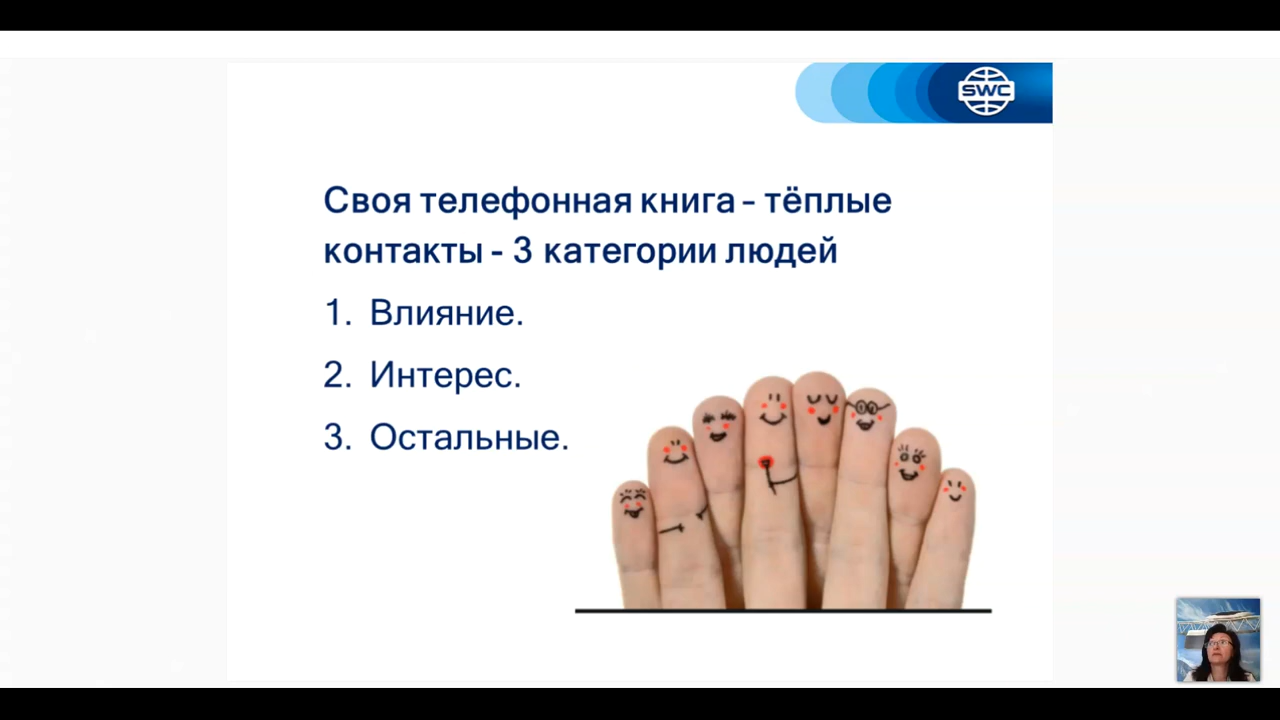 SWC
Своя телефонная книга – тёплые
контакты - 3 категории людей
1. Влияние.
2. Интерес.
3. Остальные.